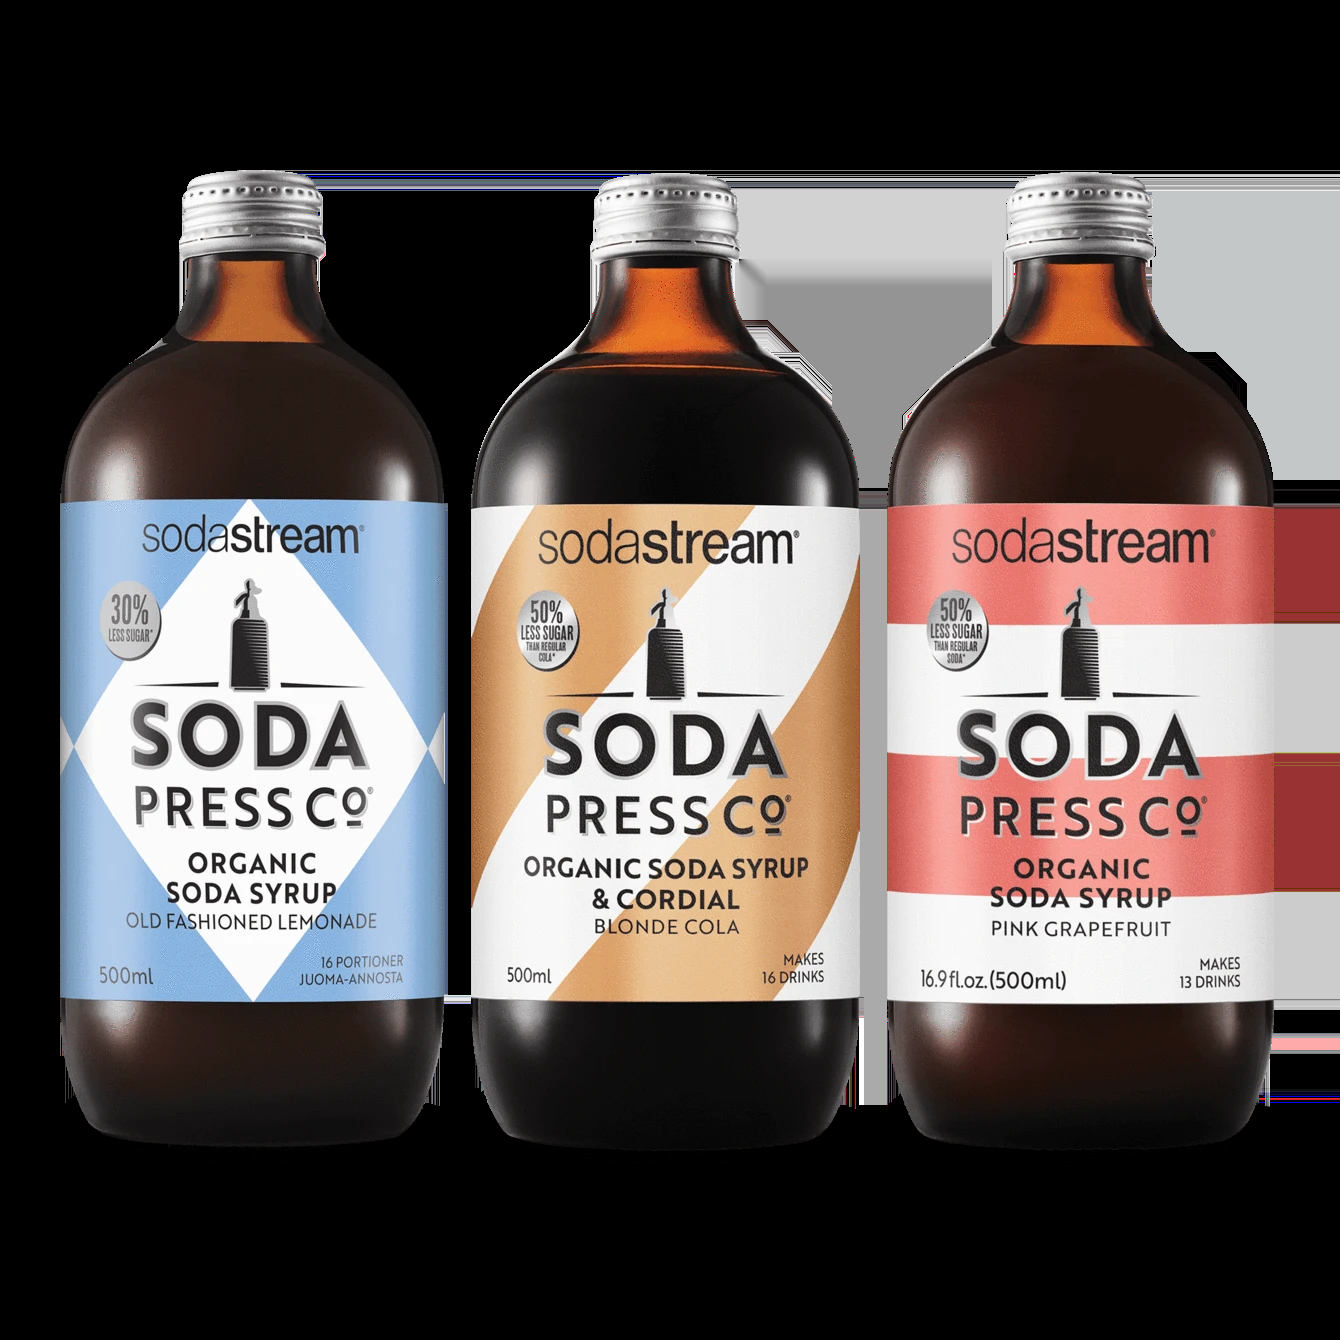 sodastream®
30%
LESS SUGAR*
SODA
PRESS Cº®
ORGANIC
SODA SYRUP
OLD FASHIONED LEMONADE
500ml
16 PORTIONER
JUOMA-ANNOSTA
sodastream®
50%
LESS SUGAR
THAN REGULAR
COLA*
SODA
PRESS Cº®
ORGANIC SODA SYRUP
& CORDIAL
BLONDE COLA
500ml
MAKES
16 DRINKS
sodastream®
50%
LESS SUGAR
THAN REGULAR
SODA*
SODA
PRESS Cº®
ORGANIC
SODA SYRUP
PINK GRAPEFRUIT
16.9 fl.oz.(500ml)
MAKES
13 DRINKS